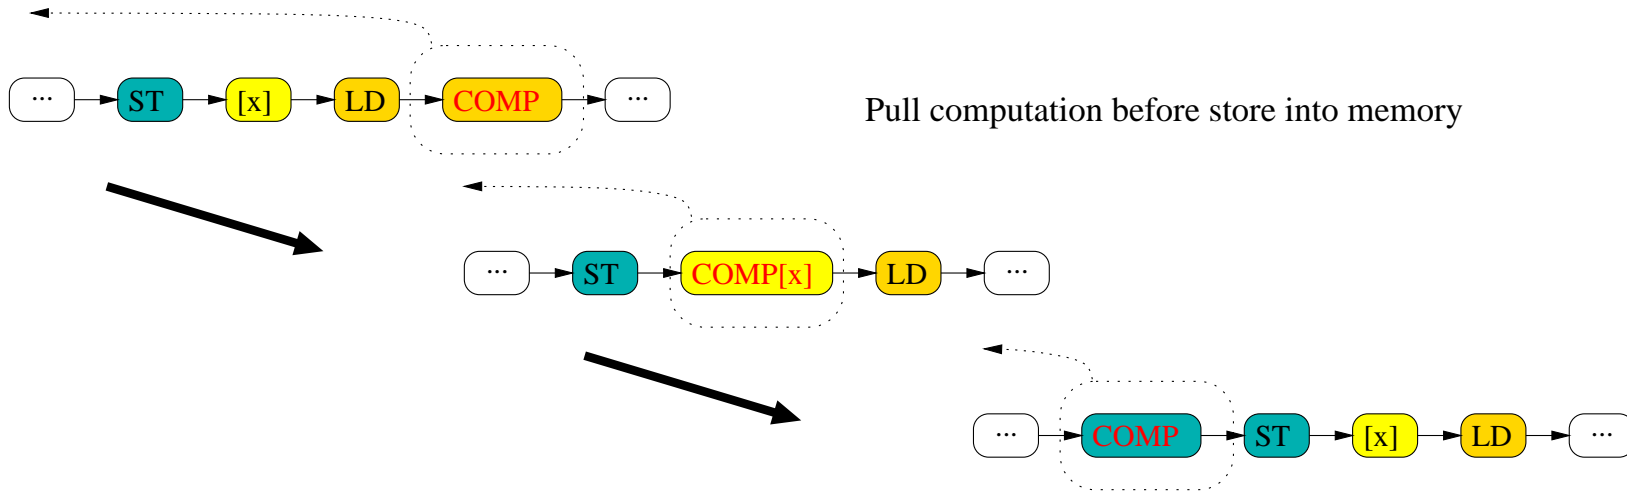 ... ST [x] LD COMP ...
Pull computation before store into memory
... ST COMP[x] LD ...
... COMP ST [x] LD ...